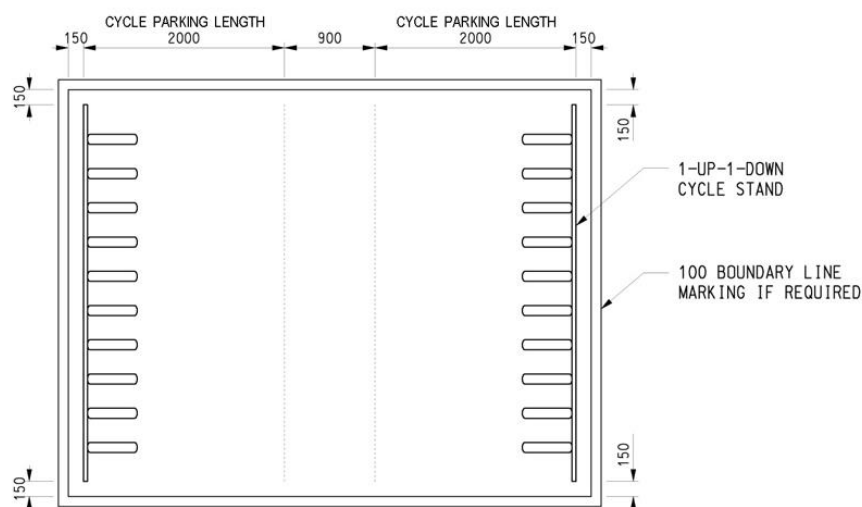 CYCLE PARKING LENGTH
CYCLE PARKING LENGTH
150
2000
900
2000
150
150
150
1-UP-1-DOWN
CYCLE STAND
100 BOUNDARY LINE
MARKING IF REQUIRED
150
150